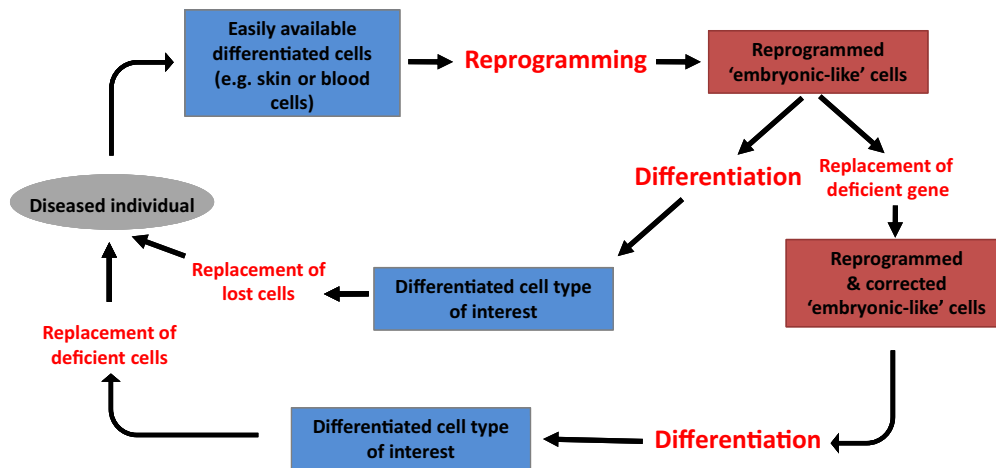 Easily available
differentiated cells
(e.g. skin or blood
cells)
Reprogramming
Reprogrammed
‘embryonic-like’ cells
Differentiation
Replacement of
deficient gene
Diseased individual
Replacement of
lost cells
Differentiated cell type
of interest
Reprogrammed
& corrected
‘embryonic-like’ cells
Replacement of
deficient cells
Differentiated cell type
of interest
Differentiation